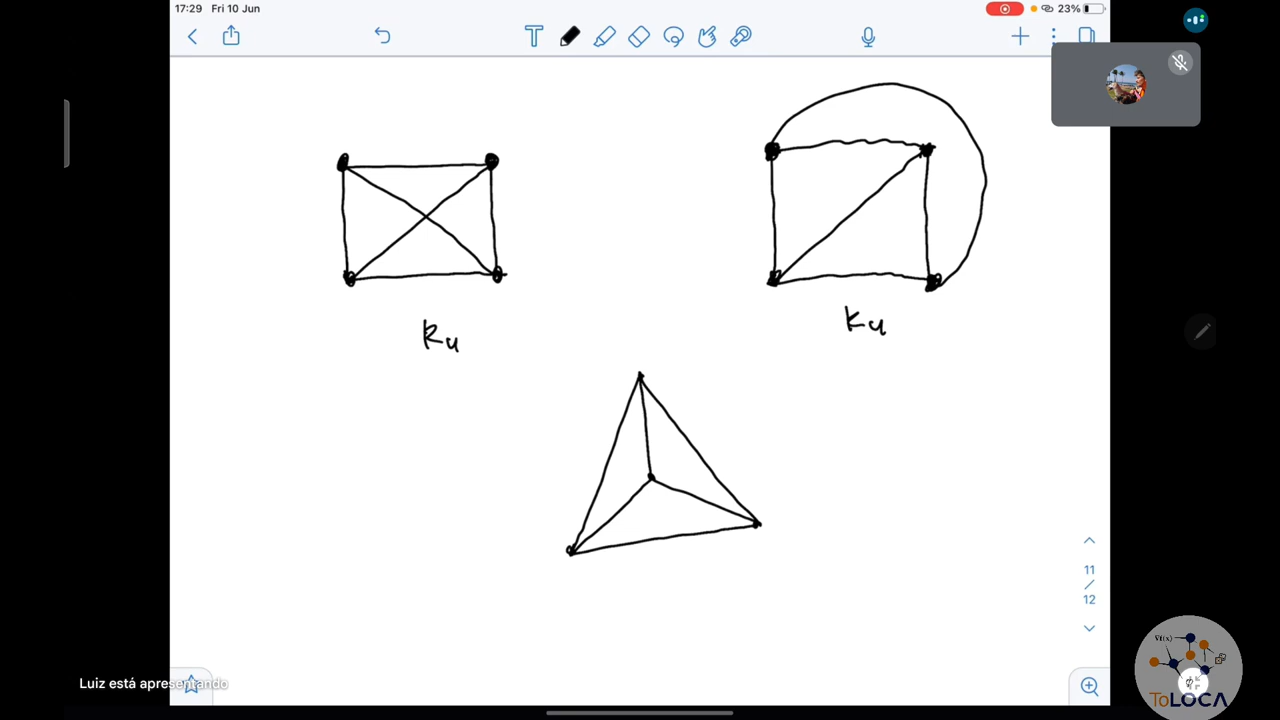 17:29 Fri 10 Jun
23%
T
K4
K4
11
/
12
Luiz está apresentando
∇f(x)
ToLOCA